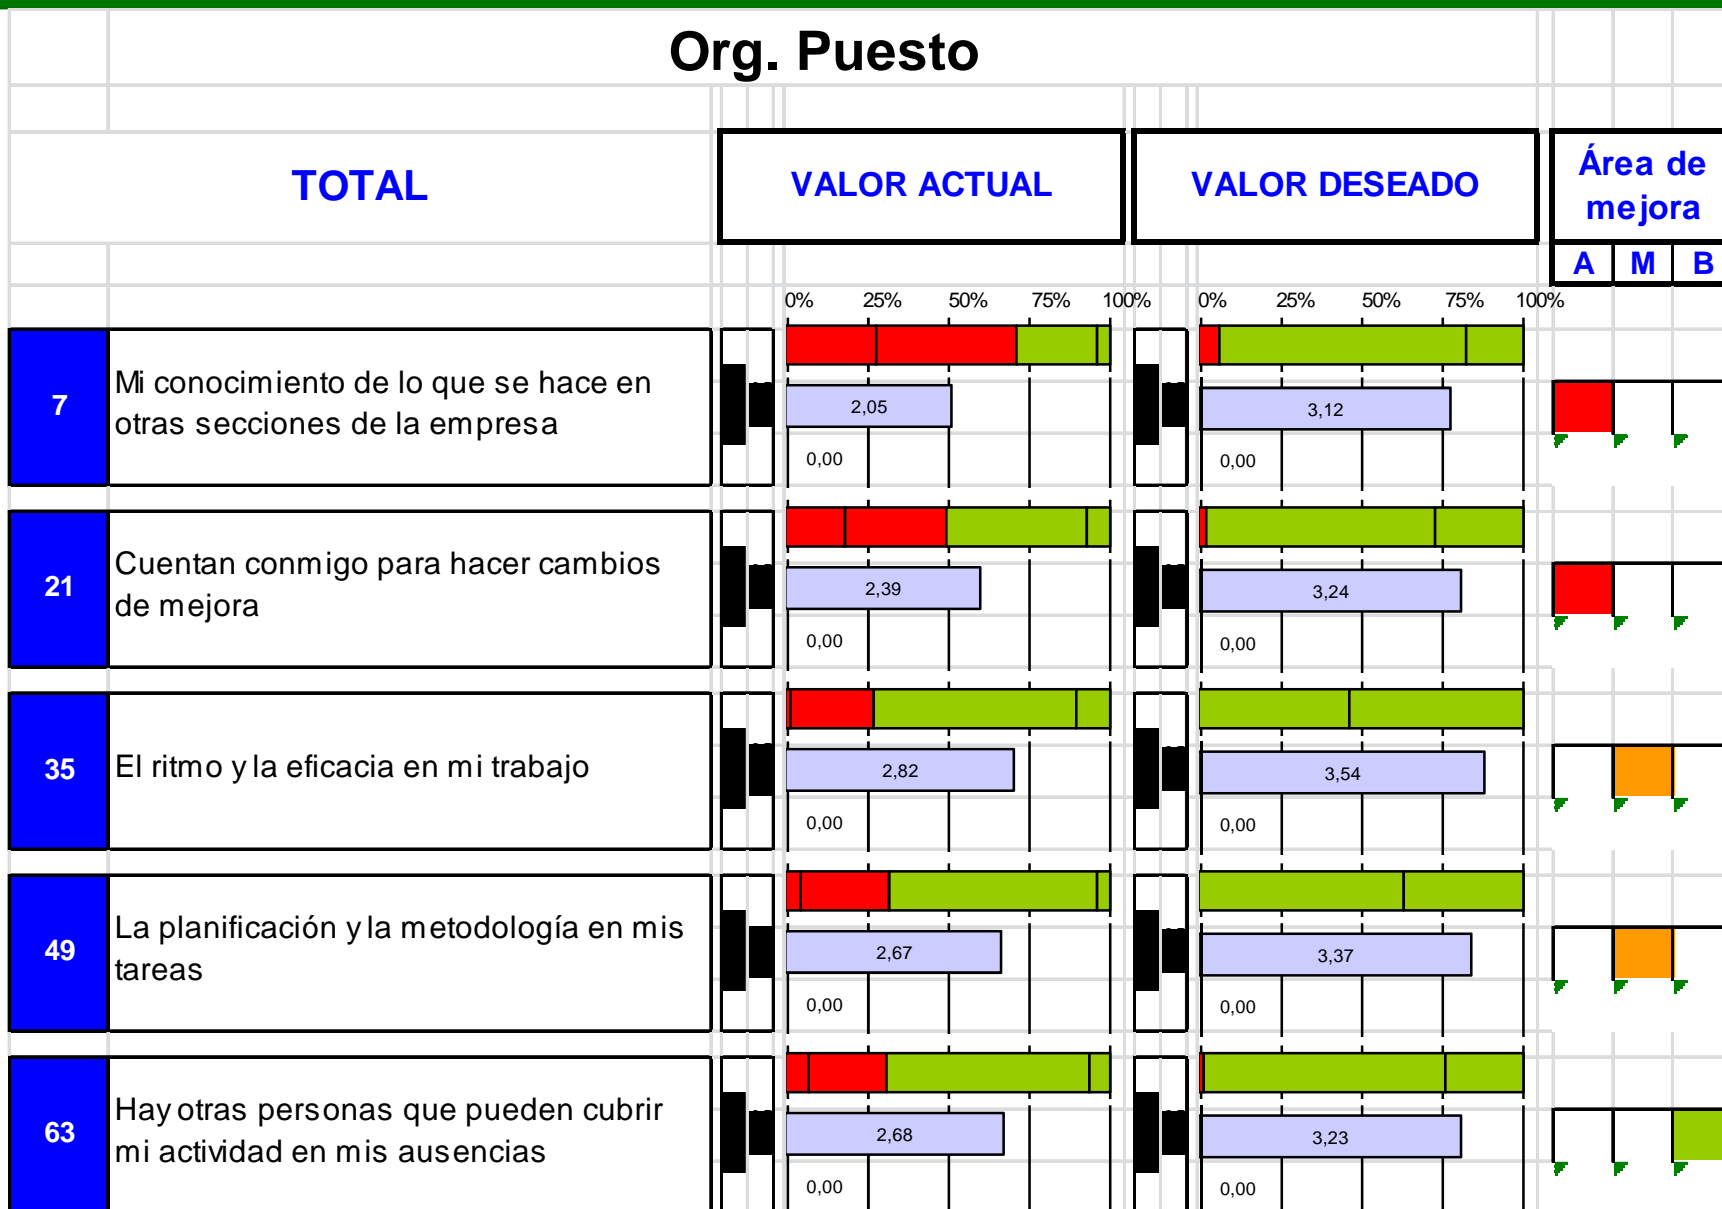 Org. Puesto
TOTAL
VALOR ACTUAL
VALOR DESEADO
Área de
mejora
A M B
0% 25% 50% 75% 100% 0% 25% 50% 75% 100%
7
Mi conocimiento de lo que se hace en
otras secciones de la empresa
2,05
3,12
0,00
0,00
21
Cuentan conmigo para hacer cambios
de mejora
2,39
3,24
0,00
0,00
35
El ritmo y la eficacia en mi trabajo
2,82
3,54
0,00
0,00
49
La planificación y la metodología en mis
tareas
2,67
3,37
0,00
0,00
63
Hay otras personas que pueden cubrir
mi actividad en mis ausencias
2,68
3,23
0,00
0,00